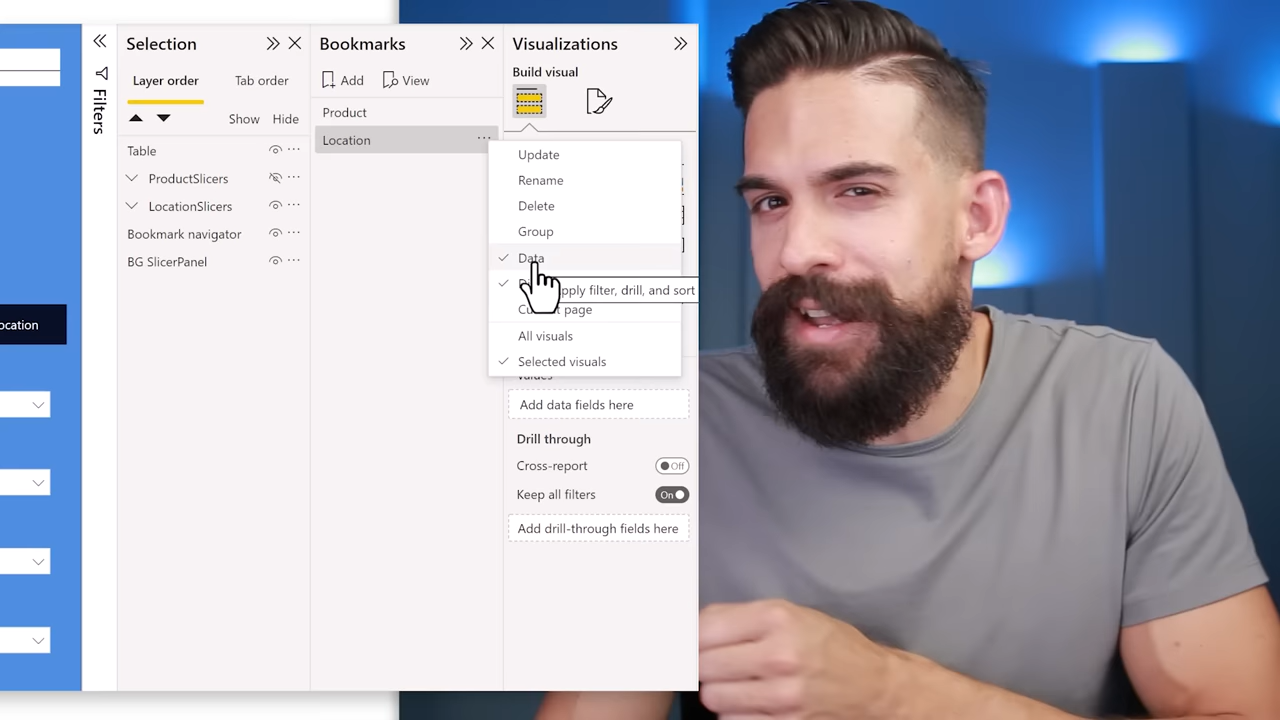 Selection
Tab order
Layer order
Show
Hide
Table
ProductSlicers
LocationSlicers
Bookmark navigator
BG SlicerPanel
Filters
ocation
Bookmarks
Add
View
Product
Location
Update
Rename
Delete
Group
Data
apply filter, drill, and sort
page
All visuals
Selected visuals
Visualizations
Build visual
Values
Add data fields here
Drill through
Cross-report
Off
Keep all filters
On
Add drill-through fields here